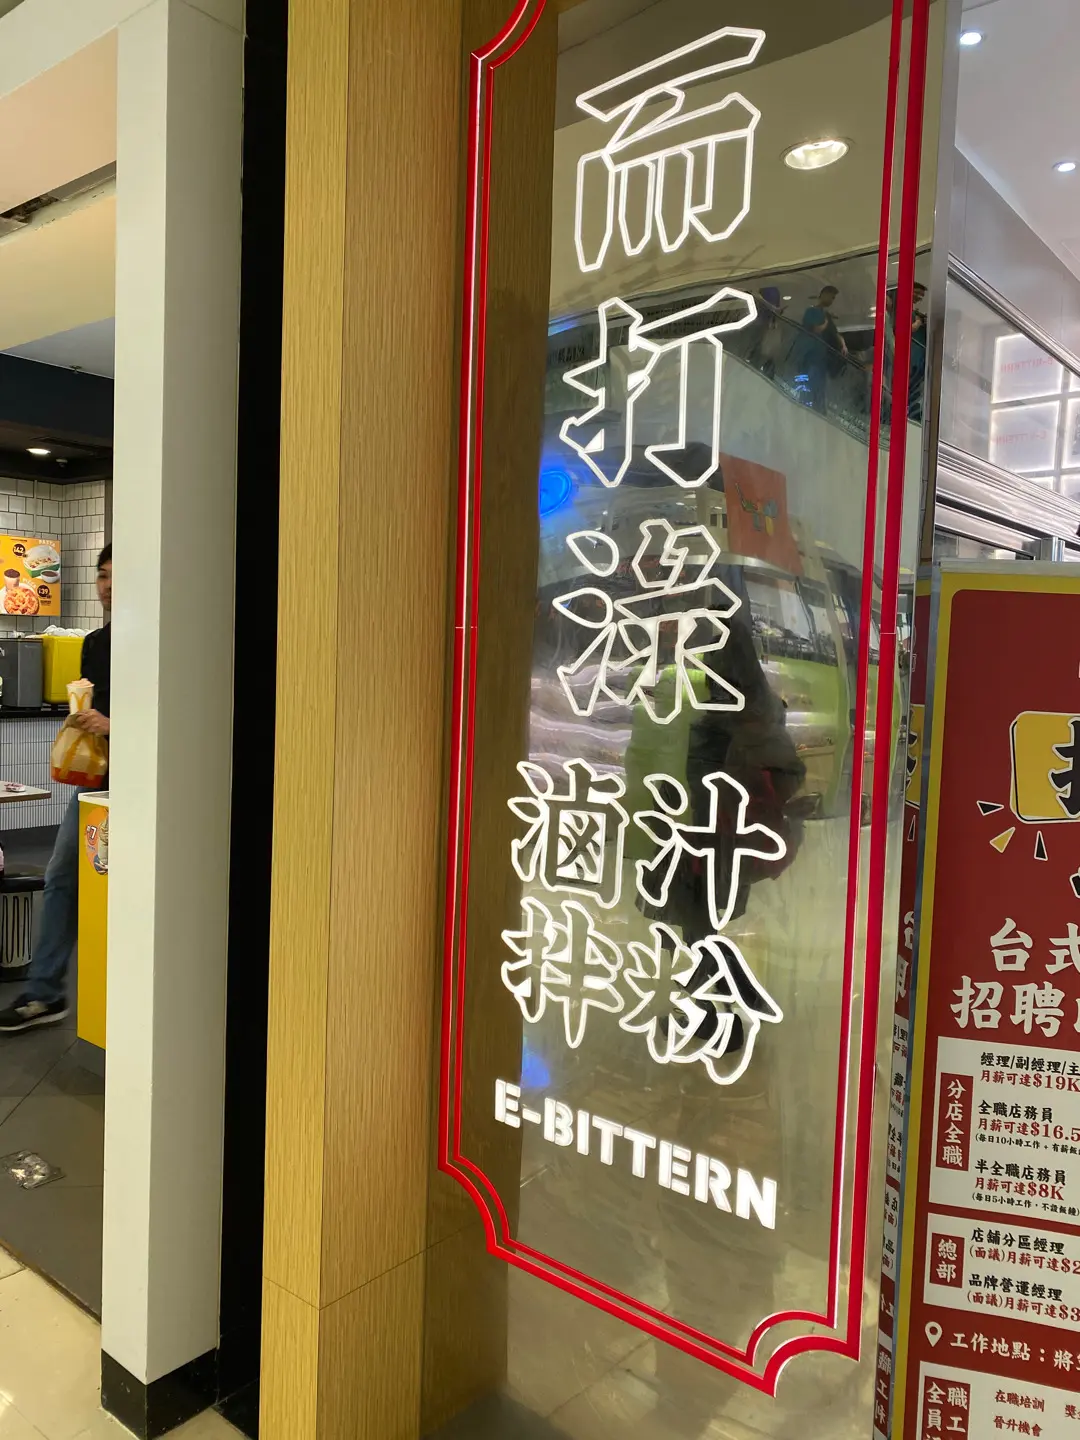 而
打
澡
滷汁
拌粉
E-BITTERN
台式
招聘
分店全職
經理/副經理/主
月薪可達$19K
全職店務員
月薪可達$16.5
(每日10小時工作+有薪飯
半全職店務員
月薪可達$8K
(每日5小時工作，不設飯鐘)
總部
店舖分區經理
(面議)月薪可達$2
品牌營運經理
(面議)月薪可達$3
工作地點：將
職工
全員
在職培訓
獎
晉升機會